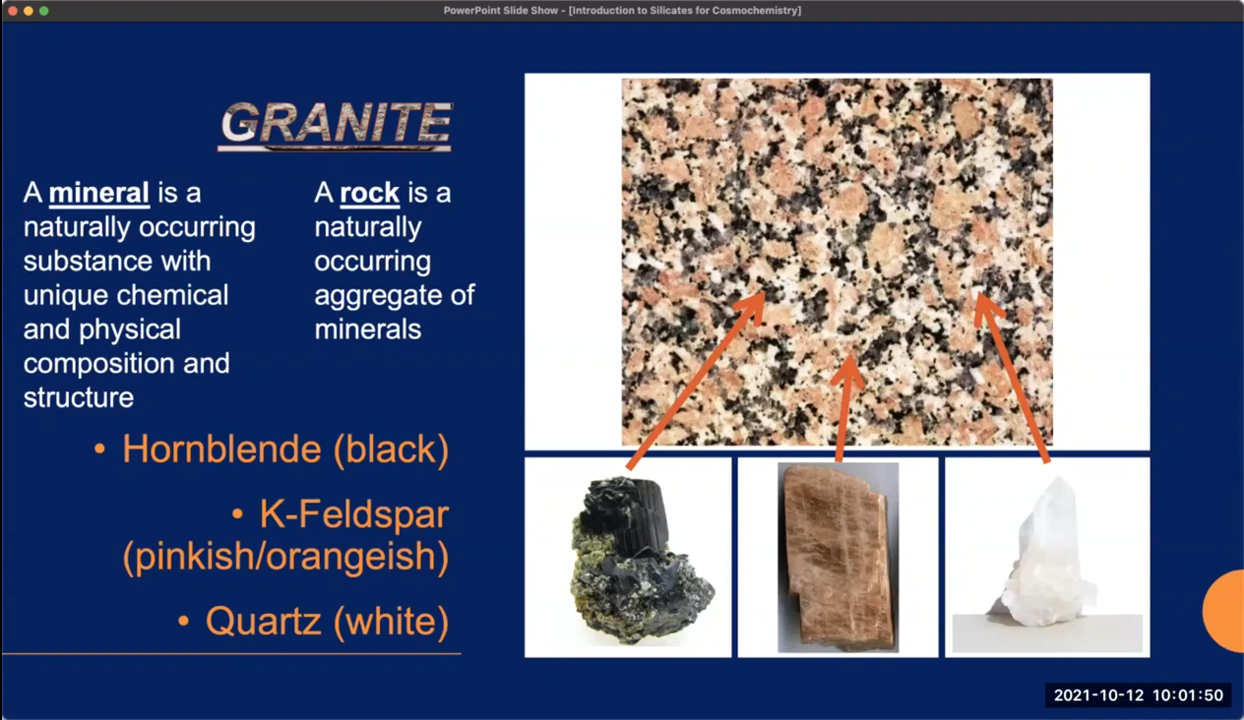 PowerPoint Slide Show - [Introduction to Silicates for Cosmochemistry]
GRANITE
A mineral is a
naturally occurring
substance with
unique chemical
and physical
composition and
structure
A rock is a
naturally
occurring
aggregate of
minerals
• Hornblende (black)
• K-Feldspar
(pinkish/orangeish)
• Quartz (white)
2021-10-12 10:01:50